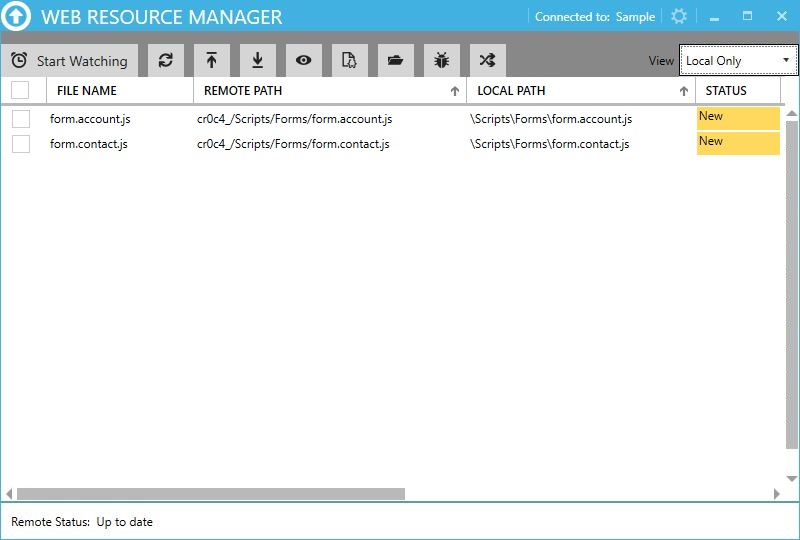 WEB RESOURCE MANAGER Connected to: Sample
Start Watching View Local Only
FILE NAME REMOTE PATH LOCAL PATH STATUS
form.account.js cr0c4_/Scripts/Forms/form.account.js \Scripts\Forms\form.account.js New
form.contact.js cr0c4_/Scripts/Forms/form.contact.js \Scripts\Forms\form.contact.js New
Remote Status: Up to date